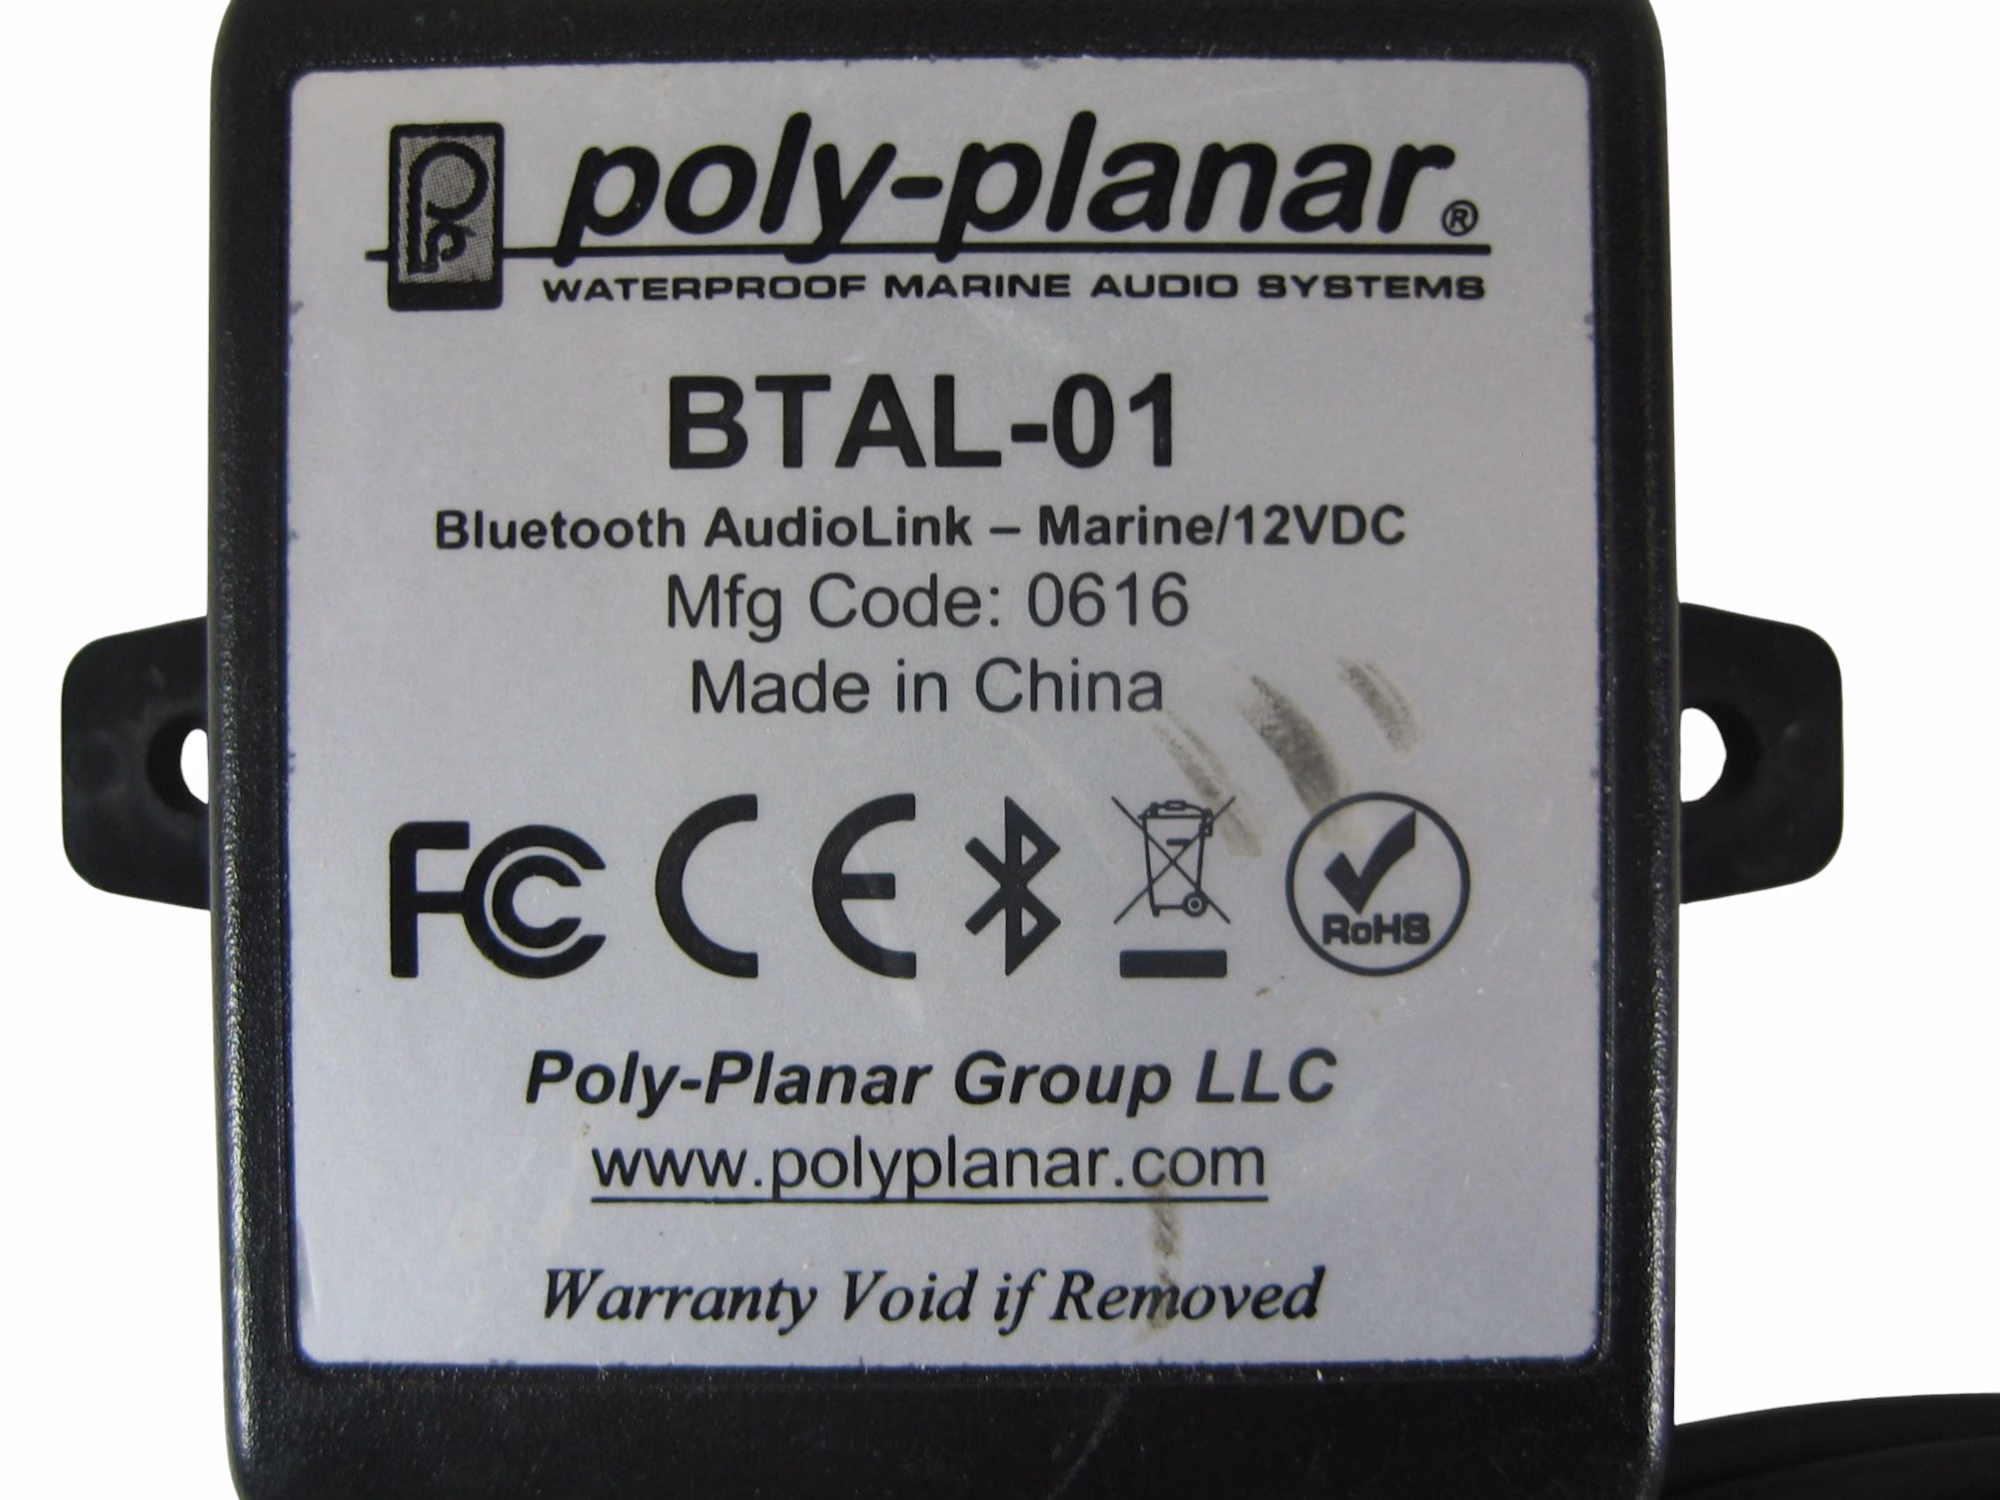 poly-planar®
WATERPROOF MARINE AUDIO SYSTEMS
BTAL-01
Bluetooth AudioLink – Marine/12VDC
Mfg Code: 0616
Made in China
FC CE RoHS
Poly-Planar Group LLC
www.polyplanar.com
Warranty Void if Removed